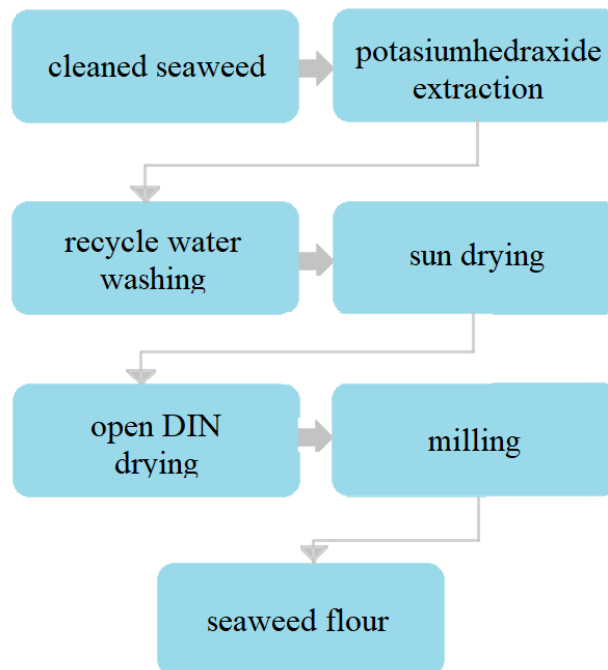 cleaned seaweed
potasiumhedraxide
extraction
recycle water
washing
sun drying
open DIN
drying
milling
seaweed flour